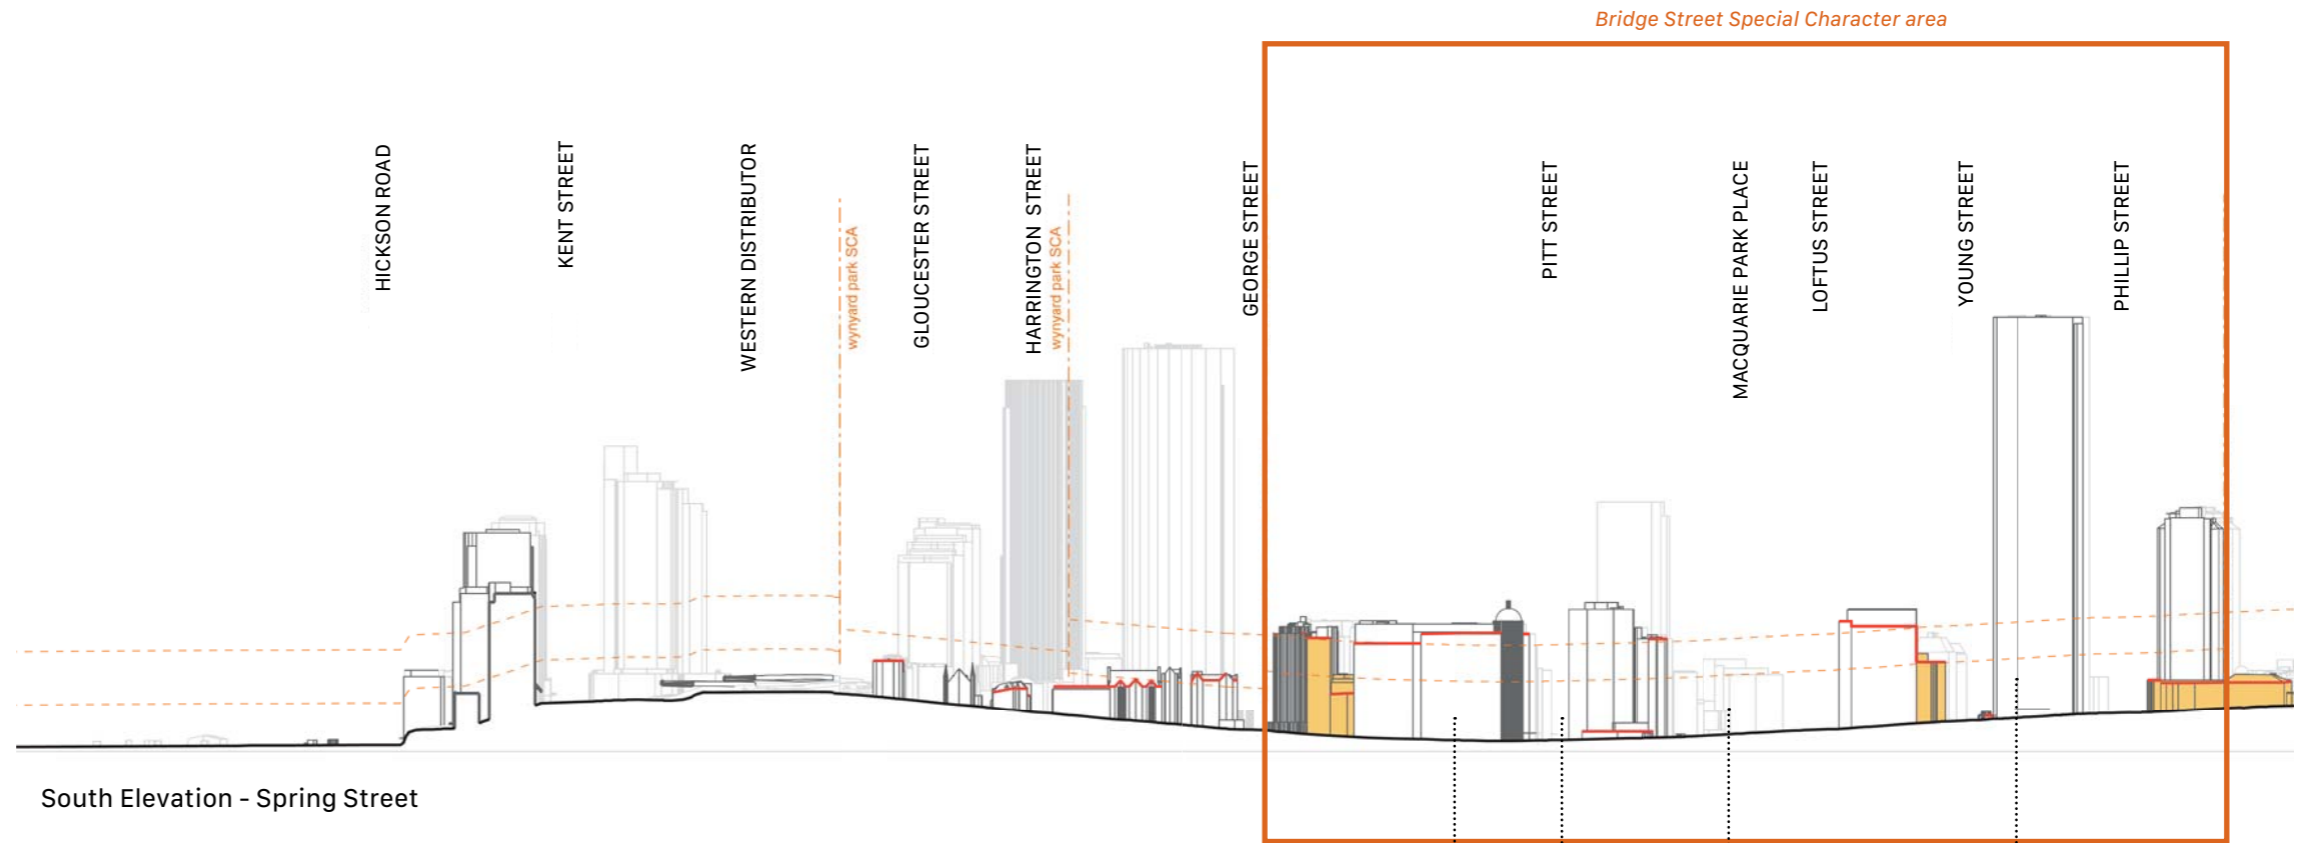 Bridge Street Special Character area
HICKSON ROAD
KENT STREET
WESTERN DISTRIBUTOR
wynyard park SCA
GLOUCESTER STREET
HARRINGTON STREET
wynyard park SCA
GEORGE STREET
PITT STREET
MACQUARIE PARK PLACE
LOFTUS STREET
YOUNG STREET
PHILLIP STREET
South Elevation - Spring Street